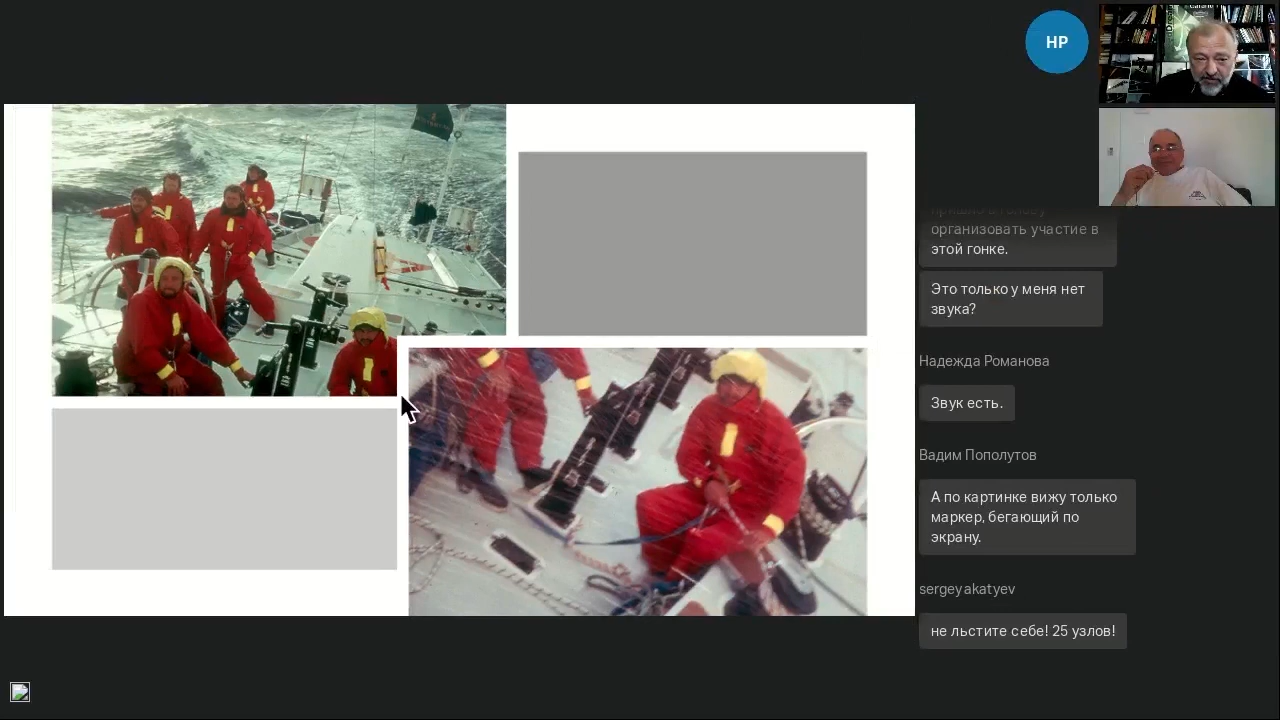 НР
организовать участие в
этой гонке.
Это только у меня нет
звука?
Надежда Романова
Звук есть.
Вадим Пополутов
А по картинке вижу только
маркер, бегающий по
экрану.
sergeyakatyev
не льстите себе! 25 узлов!